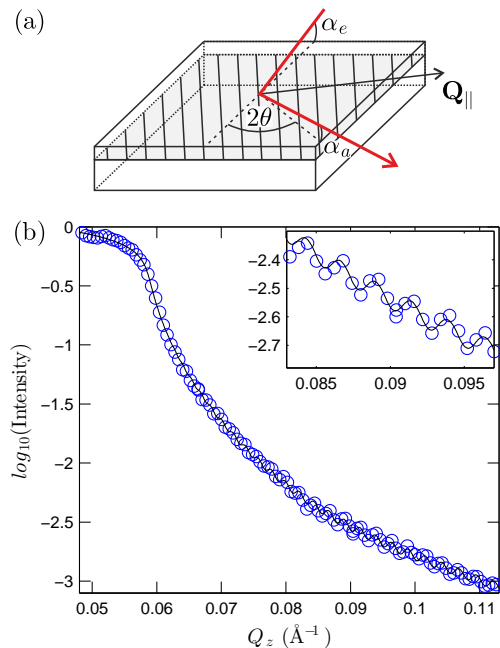 (a)
α_e
Q_||
2θ
α_a
(b)
0
−0.5
−1
−1.5
−2
−2.5
−3
log₁₀(Intensity)
0.05 0.06 0.07 0.08 0.09 0.1 0.11
Q_z (Å⁻¹)
−2.4
−2.5
−2.6
−2.7
0.085 0.09 0.095